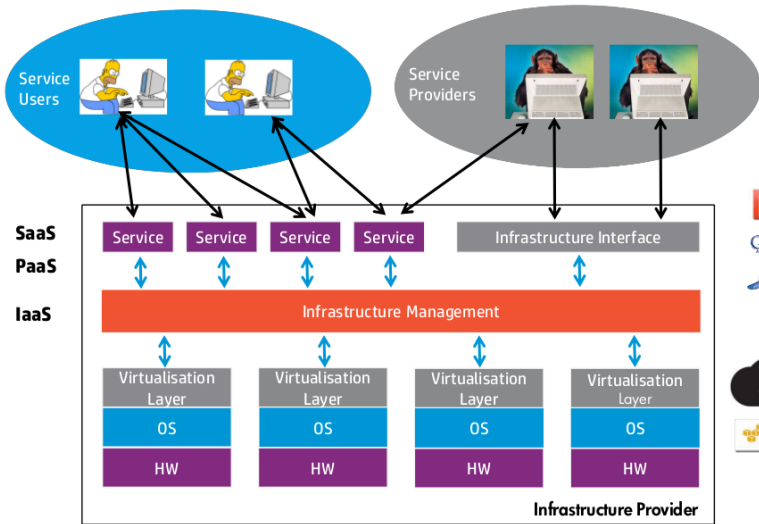 Service
Users
Service
Providers
SaaS
Service
Service
Service
Service
Infrastructure Interface
PaaS
IaaS
Infrastructure Management
Virtualisation
Layer
Virtualisation
Layer
Virtualisation
Layer
Virtualisation
Layer
OS
OS
OS
OS
HW
HW
HW
HW
Infrastructure Provider